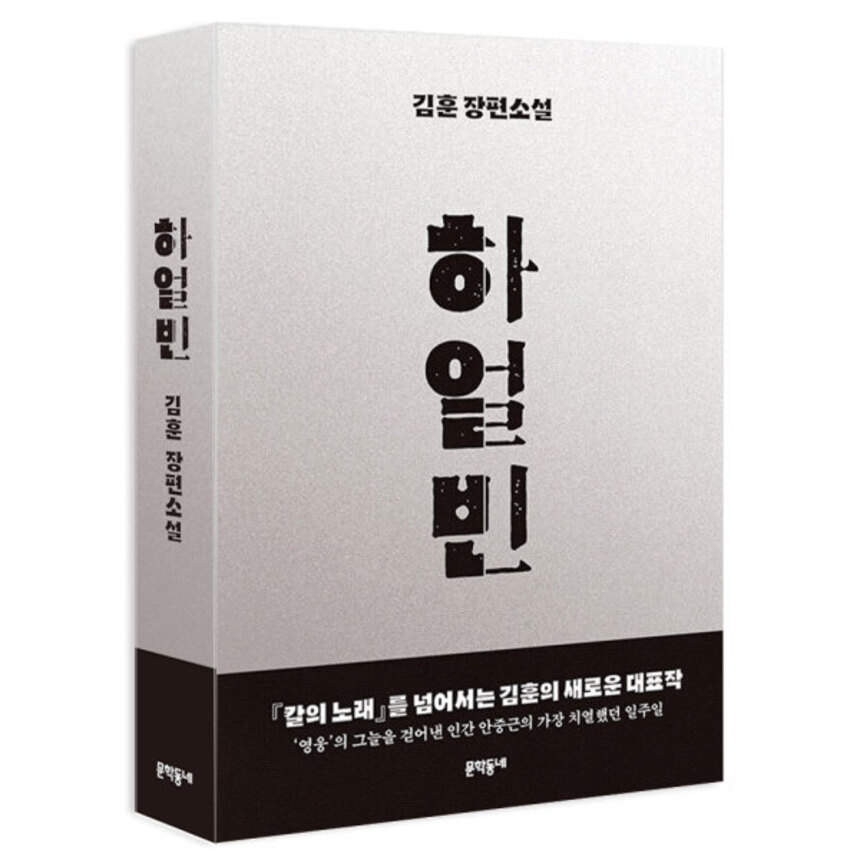 하얼빈
김훈 장편소설
문학동네
김훈 장편소설
하얼빈
『칼의 노래』를 넘어서는 김훈의 새로운 대표작
‘영웅’의 그늘을 걷어낸 인간 안중근의 가장 치열했던 일주일
문학동네